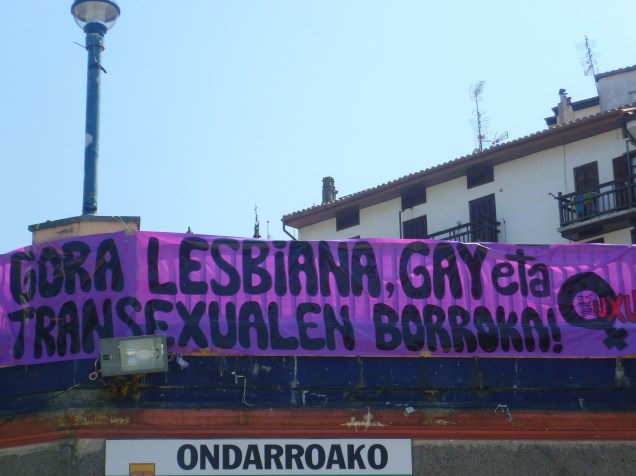 GORA LESBiANA, GAY eta
TRANSEXUALEN BORROKA!
ONDARROAKO